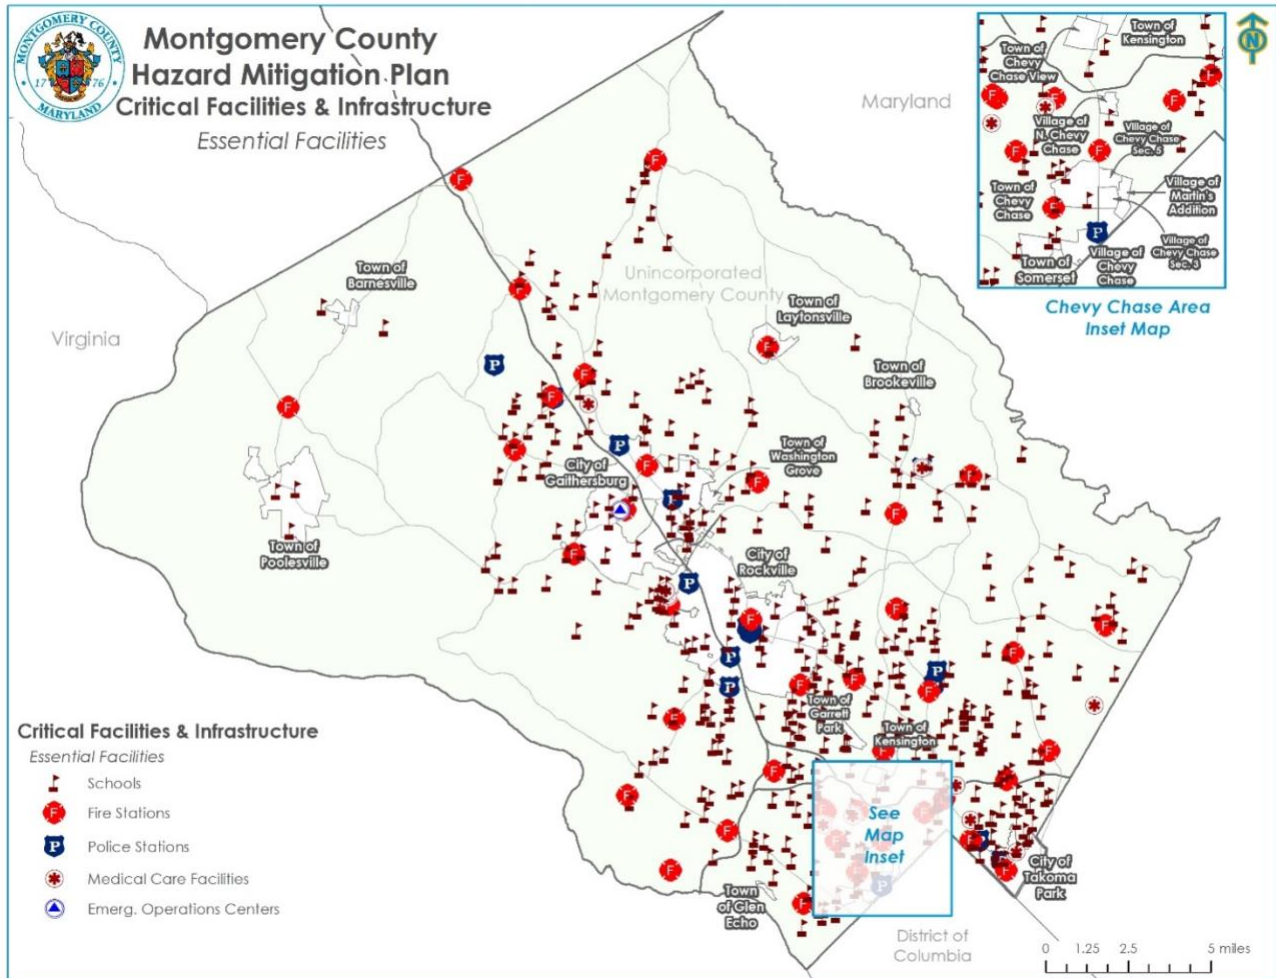 MONTGOMERY COUNTY
17 76
MARYLAND
Montgomery County
Hazard Mitigation Plan
Critical Facilities & Infrastructure
Essential Facilities
Maryland
Virginia
N
Town of
Kensington
Town of
Chevy
Chase View
Village of
N. Chevy
Chase
Village of
Chevy Chase
Sec. 5
Town of
Chevy
Chase
Village of
Martin's
Addition
Town of
Somerset
Village of
Chevy
Chase
Village of
Chevy Chase
Sec. 3
Chevy Chase Area
Inset Map
Town of
Barnesville
Unincorporated
Montgomery County
Town of
Laytonsville
Town of
Brookeville
Town of
Washington
Grove
City of
Gaithersburg
Town of
Poolesville
City of
Rockville
Town of
Garrett
Park
Town of
Kensington
See
Map
Inset
City of
Takoma
Park
Town
of Glen
Echo
District of
Columbia
Critical Facilities & Infrastructure
Essential Facilities
Schools
F Fire Stations
P Police Stations
Medical Care Facilities
Emerg. Operations Centers
0 1.25 2.5 5 miles